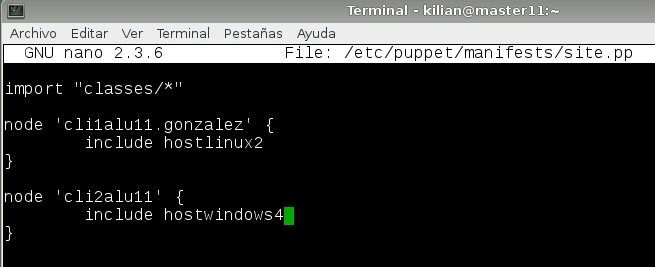 Terminal - kilian@master11:~
Archivo Editar Ver Terminal Pestañas Ayuda
GNU nano 2.3.6 File: /etc/puppet/manifests/site.pp
import "classes/*"
node 'cli1alu11.gonzalez' {
include hostlinux2
}
node 'cli2alu11' {
include hostwindows4
}